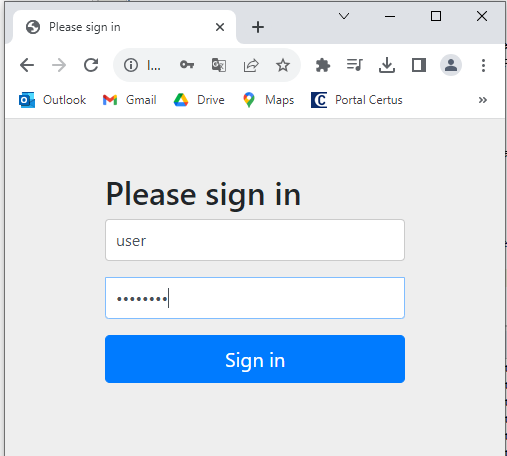 Please sign in
I...
Outlook
Gmail
Drive
Maps
C
Portal Certus
»
Please sign in
user
••••••••
Sign in